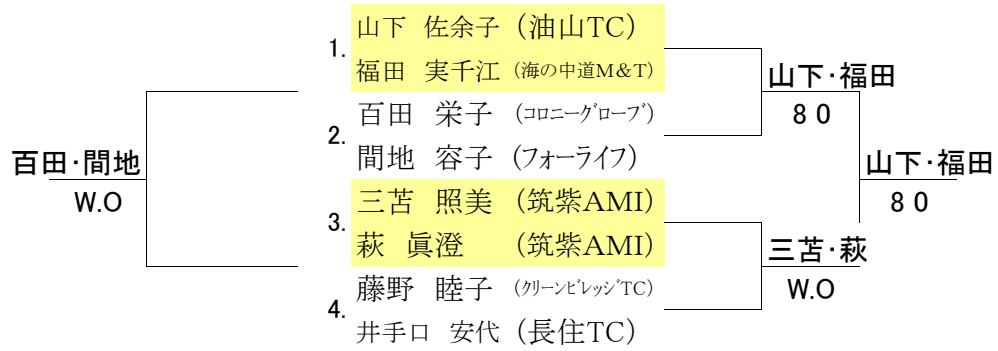 1.
山下 佐余子 (油山TC)
福田 実千江 (海の中道M&T)
2.
百田 栄子 (コロニーグローブ)
間地 容子 (フォーライフ)
3.
三苫 照美 (筑紫AMI)
萩 眞澄 (筑紫AMI)
4.
藤野 睦子 (クリーンビレッジTC)
井手口 安代 (長住TC)
百田・間地
W.O
山下・福田
8 0
三苫・萩
W.O
山下・福田
8 0